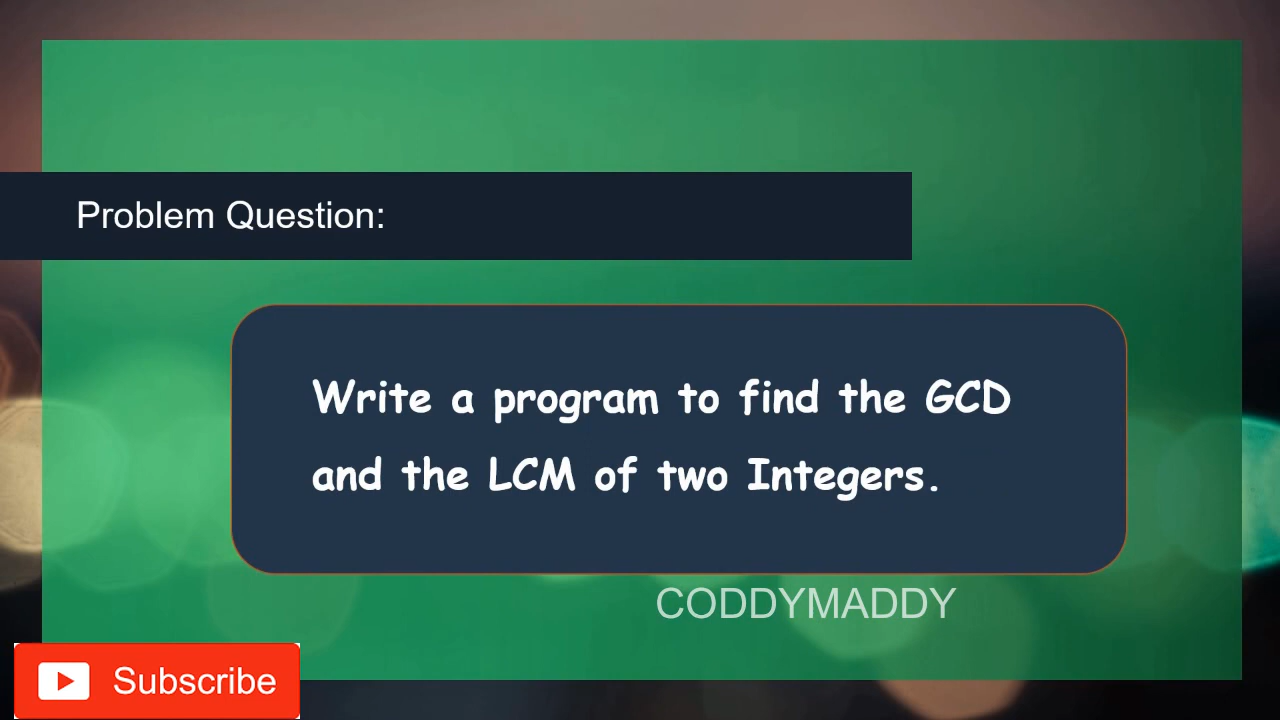 Problem Question:
Write a program to find the GCD
and the LCM of two Integers.
CODDYMADDY
Subscribe